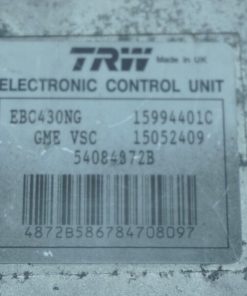 TRW Made in UK
ELECTRONIC CONTROL UNIT
EBC430NG 15994401C
GME VSC 15052409
54084872B
4872B586784708097